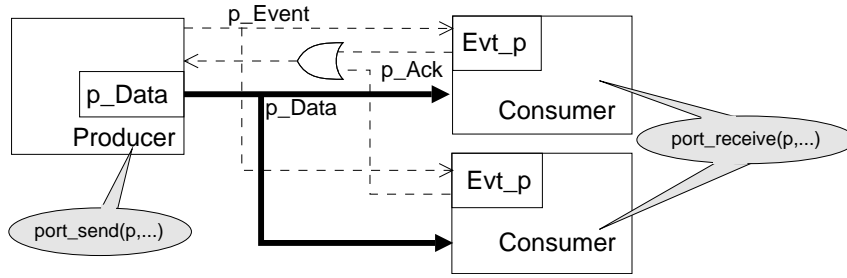 p_Event
Evt_p
p_Ack
p_Data
p_Data
Consumer
Producer
port_receive(p,...)
Evt_p
port_send(p,...)
Consumer